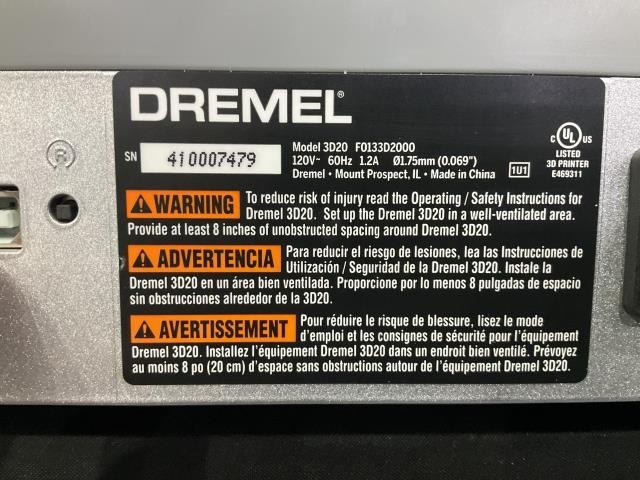 DREMEL®
SN 410007479
Model 3D20 F0133D2000
120V~ 60Hz 1.2A Ø1.75mm (0.069")
Dremel • Mount Prospect, IL • Made in China
1U1
C UL US
LISTED
3D PRINTER
E469311
R
WARNING To reduce risk of injury read the Operating / Safety Instructions for
Dremel 3D20. Set up the Dremel 3D20 in a well-ventilated area.
Provide at least 8 inches of unobstructed spacing around Dremel 3D20.
ADVERTENCIA Para reducir el riesgo de lesiones, lea las Instrucciones de
Utilización / Seguridad de la Dremel 3D20. Instale la
Dremel 3D20 en un área bien ventilada. Proporcione por lo menos 8 pulgadas de espacio
sin obstrucciones alrededor de la 3D20.
AVERTISSEMENT Pour réduire le risque de blessure, lisez le mode
d'emploi et les consignes de sécurité pour l'équipement
Dremel 3D20. Installez l'équipement Dremel 3D20 dans un endroit bien ventilé. Prévoyez
au moins 8 po (20 cm) d'espace sans obstructions autour de l'équipement Dremel 3D20.